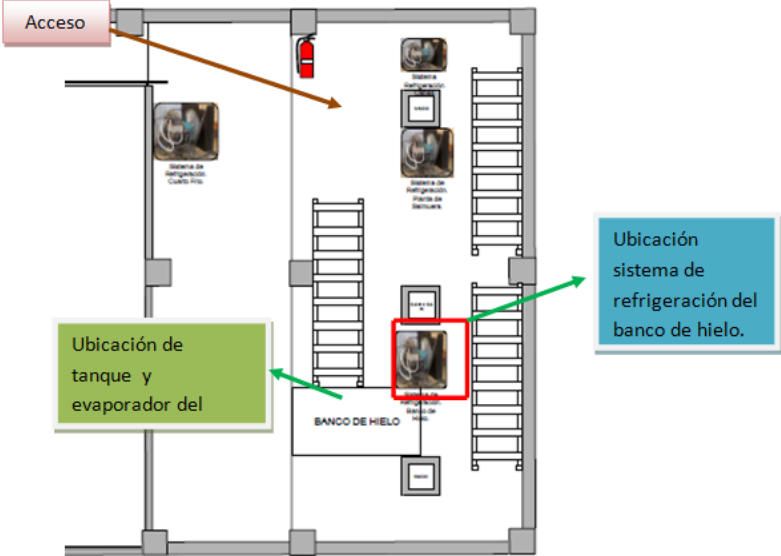 Acceso
Sistema
Refrigeración
Sistema de
Refrigeración.
Cuarto Frio.
Sistema de
Refrigeración.
Planta de
Salmuera.
Ubicación
sistema de
refrigeración del
banco de hielo.
Ubicación de
tanque y
evaporador del
Sistema de
Refrigeración.
Banco de
Hielo.
BANCO DE HIELO